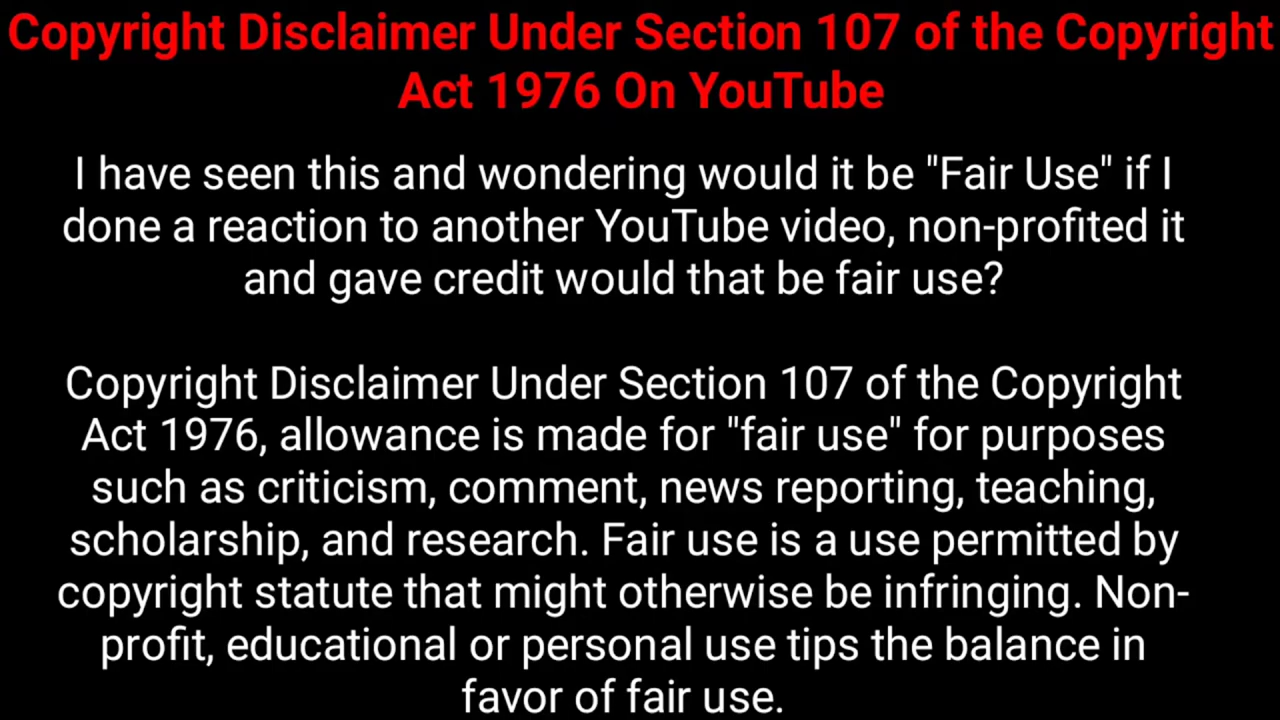 Copyright Disclaimer Under Section 107 of the Copyright
Act 1976 On YouTube
I have seen this and wondering would it be "Fair Use" if I
done a reaction to another YouTube video, non-profited it
and gave credit would that be fair use?
Copyright Disclaimer Under Section 107 of the Copyright
Act 1976, allowance is made for "fair use" for purposes
such as criticism, comment, news reporting, teaching,
scholarship, and research. Fair use is a use permitted by
copyright statute that might otherwise be infringing. Non-
profit, educational or personal use tips the balance in
favor of fair use.